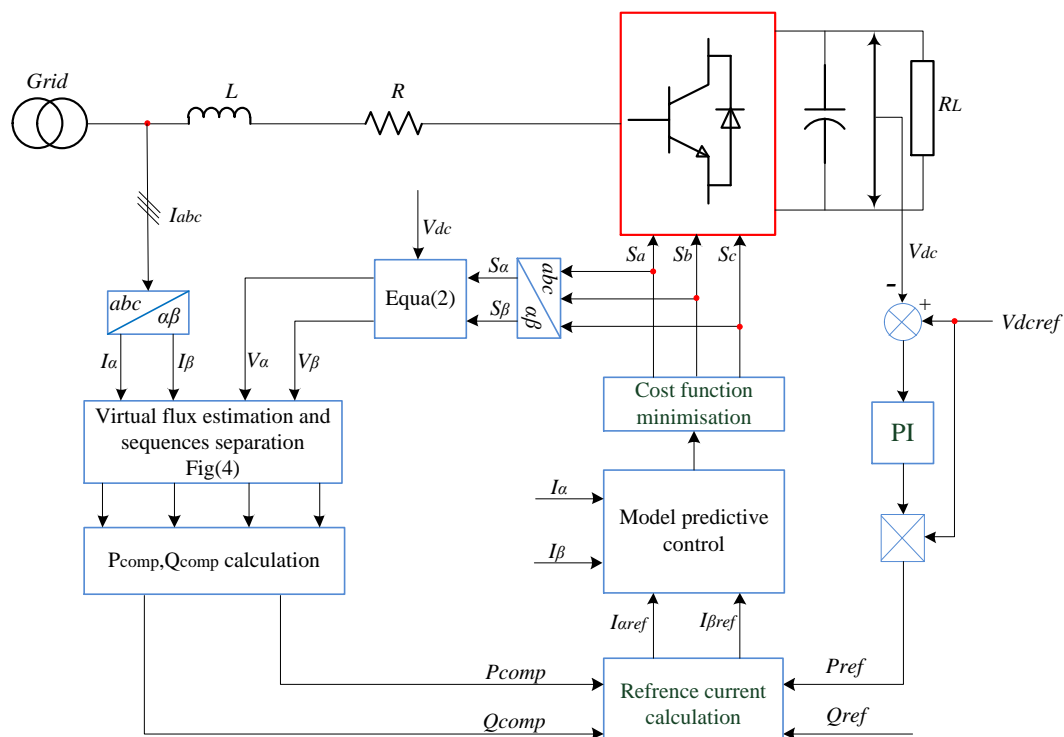 Grid
L
R
RL
Iabc
Vdc
Sa
Sb
Sc
Vdc
Sα
abc
Equa(2)
Sβ
αβ
-
+
Vdcref
abc
αβ
Iα
Iβ
Vα
Vβ
Cost function
minimisation
Virtual flux estimation and
sequences separation
Fig(4)
PI
Iα
Model predictive
control
Iβ
Pcomp,Qcomp calculation
Iαref
Iβref
Pcomp
Refrence current
calculation
Pref
Qcomp
Qref